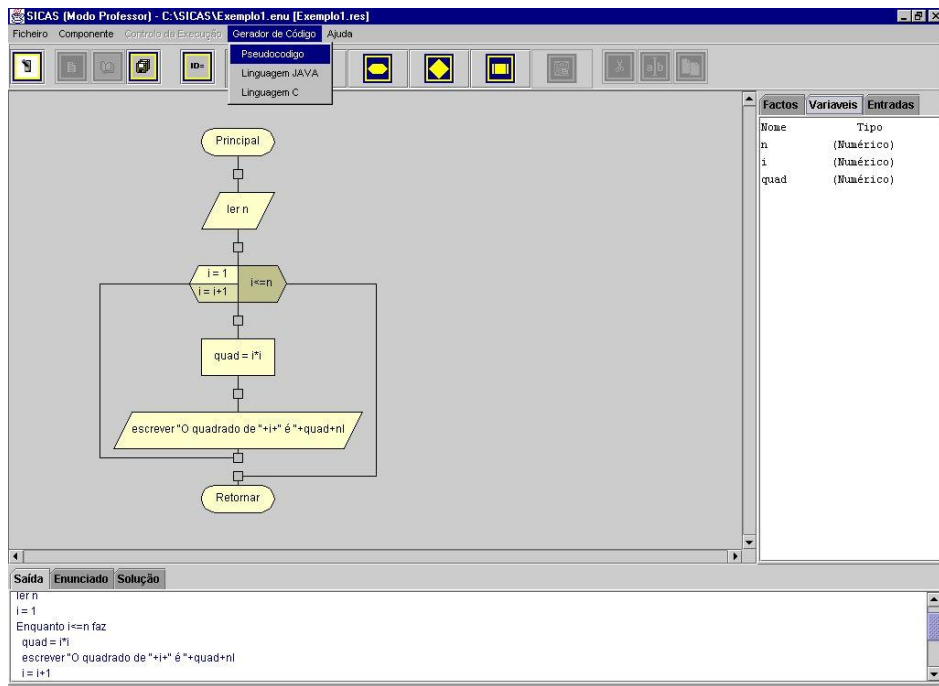 SICAS (Modo Professor) - C:\SICAS\Exemplo1.enu [Exemplo1.res]
Ficheiro Componente Controlo da Execução Gerador de Código Ajuda
Pseudocodigo
Linguagem JAVA
Linguagem C
ID=
a|b
Principal
ler n
i = 1
i = i+1
i<=n
quad = i*i
escrever "O quadrado de "+i+" é "+quad+nl
Retornar
Factos Variaveis Entradas
Nome Tipo
n (Numérico)
i (Numérico)
quad (Numérico)
Saída Enunciado Solução
ler n
i = 1
Enquanto i<=n faz
quad = i*i
escrever "O quadrado de "+i+" é "+quad+nl
i = i+1